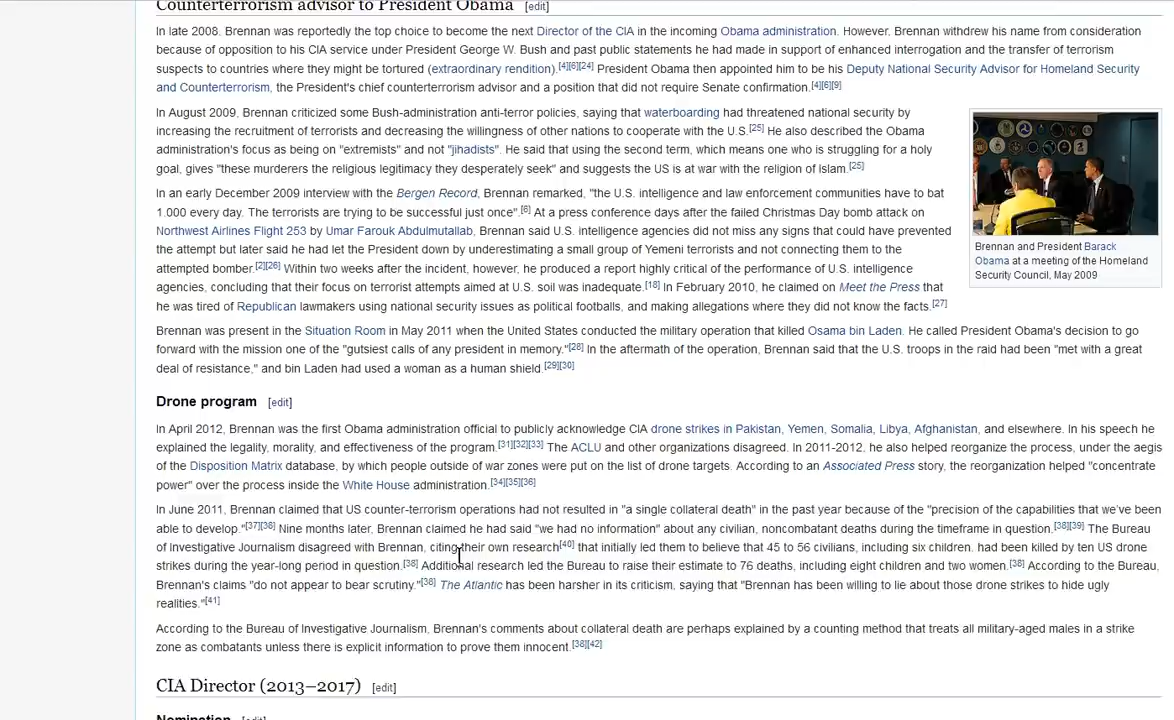 Counterterrorism advisor to President Obama [edit]
In late 2008, Brennan was reportedly the top choice to become the next Director of the CIA in the incoming Obama administration. However, Brennan withdrew his name from consideration
because of opposition to his CIA service under President George W. Bush and past public statements he had made in support of enhanced interrogation and the transfer of terrorism
suspects to countries where they might be tortured (extraordinary rendition).[4][6][24] President Obama then appointed him to be his Deputy National Security Advisor for Homeland Security
and Counterterrorism, the President's chief counterterrorism advisor and a position that did not require Senate confirmation.[4][6][9]
In August 2009, Brennan criticized some Bush-administration anti-terror policies, saying that waterboarding had threatened national security by
increasing the recruitment of terrorists and decreasing the willingness of other nations to cooperate with the U.S.[25] He also described the Obama
administration's focus as being on "extremists" and not "jihadists". He said that using the second term, which means one who is struggling for a holy
goal, gives "these murderers the religious legitimacy they desperately seek" and suggests the US is at war with the religion of Islam.[25]
In an early December 2009 interview with the Bergen Record, Brennan remarked, "the U.S. intelligence and law enforcement communities have to bat
1.000 every day. The terrorists are trying to be successful just once".[6] At a press conference days after the failed Christmas Day bomb attack on
Northwest Airlines Flight 253 by Umar Farouk Abdulmutallab, Brennan said U.S. intelligence agencies did not miss any signs that could have prevented
the attempt but later said he had let the President down by underestimating a small group of Yemeni terrorists and not connecting them to the
attempted bomber.[2][26] Within two weeks after the incident, however, he produced a report highly critical of the performance of U.S. intelligence
agencies, concluding that their focus on terrorist attempts aimed at U.S. soil was inadequate.[18] In February 2010, he claimed on Meet the Press that
he was tired of Republican lawmakers using national security issues as political footballs, and making allegations where they did not know the facts.[27]
Brennan and President Barack
Obama at a meeting of the Homeland
Security Council, May 2009
Brennan was present in the Situation Room in May 2011 when the United States conducted the military operation that killed Osama bin Laden. He called President Obama's decision to go
forward with the mission one of the "gutsiest calls of any president in memory."[28] In the aftermath of the operation, Brennan said that the U.S. troops in the raid had been "met with a great
deal of resistance," and bin Laden had used a woman as a human shield.[29][30]
Drone program [edit]
In April 2012, Brennan was the first Obama administration official to publicly acknowledge CIA drone strikes in Pakistan, Yemen, Somalia, Libya, Afghanistan, and elsewhere. In his speech he
explained the legality, morality, and effectiveness of the program.[31][32][33] The ACLU and other organizations disagreed. In 2011-2012, he also helped reorganize the process, under the aegis
of the Disposition Matrix database, by which people outside of war zones were put on the list of drone targets. According to an Associated Press story, the reorganization helped "concentrate
power" over the process inside the White House administration.[34][35][36]
In June 2011, Brennan claimed that US counter-terrorism operations had not resulted in "a single collateral death" in the past year because of the "precision of the capabilities that we've been
able to develop."[37][38] Nine months later, Brennan claimed he had said "we had no information" about any civilian, noncombatant deaths during the timeframe in question.[38][39] The Bureau
of Investigative Journalism disagreed with Brennan, citing their own research[40] that initially led them to believe that 45 to 56 civilians, including six children, had been killed by ten US drone
strikes during the year-long period in question.[38] Additional research led the Bureau to raise their estimate to 76 deaths, including eight children and two women.[38] According to the Bureau,
Brennan's claims "do not appear to bear scrutiny."[38] The Atlantic has been harsher in its criticism, saying that "Brennan has been willing to lie about those drone strikes to hide ugly
realities."[41]
According to the Bureau of Investigative Journalism, Brennan's comments about collateral death are perhaps explained by a counting method that treats all military-aged males in a strike
zone as combatants unless there is explicit information to prove them innocent.[38][42]
CIA Director (2013–2017) [edit]
Nomination [edit]